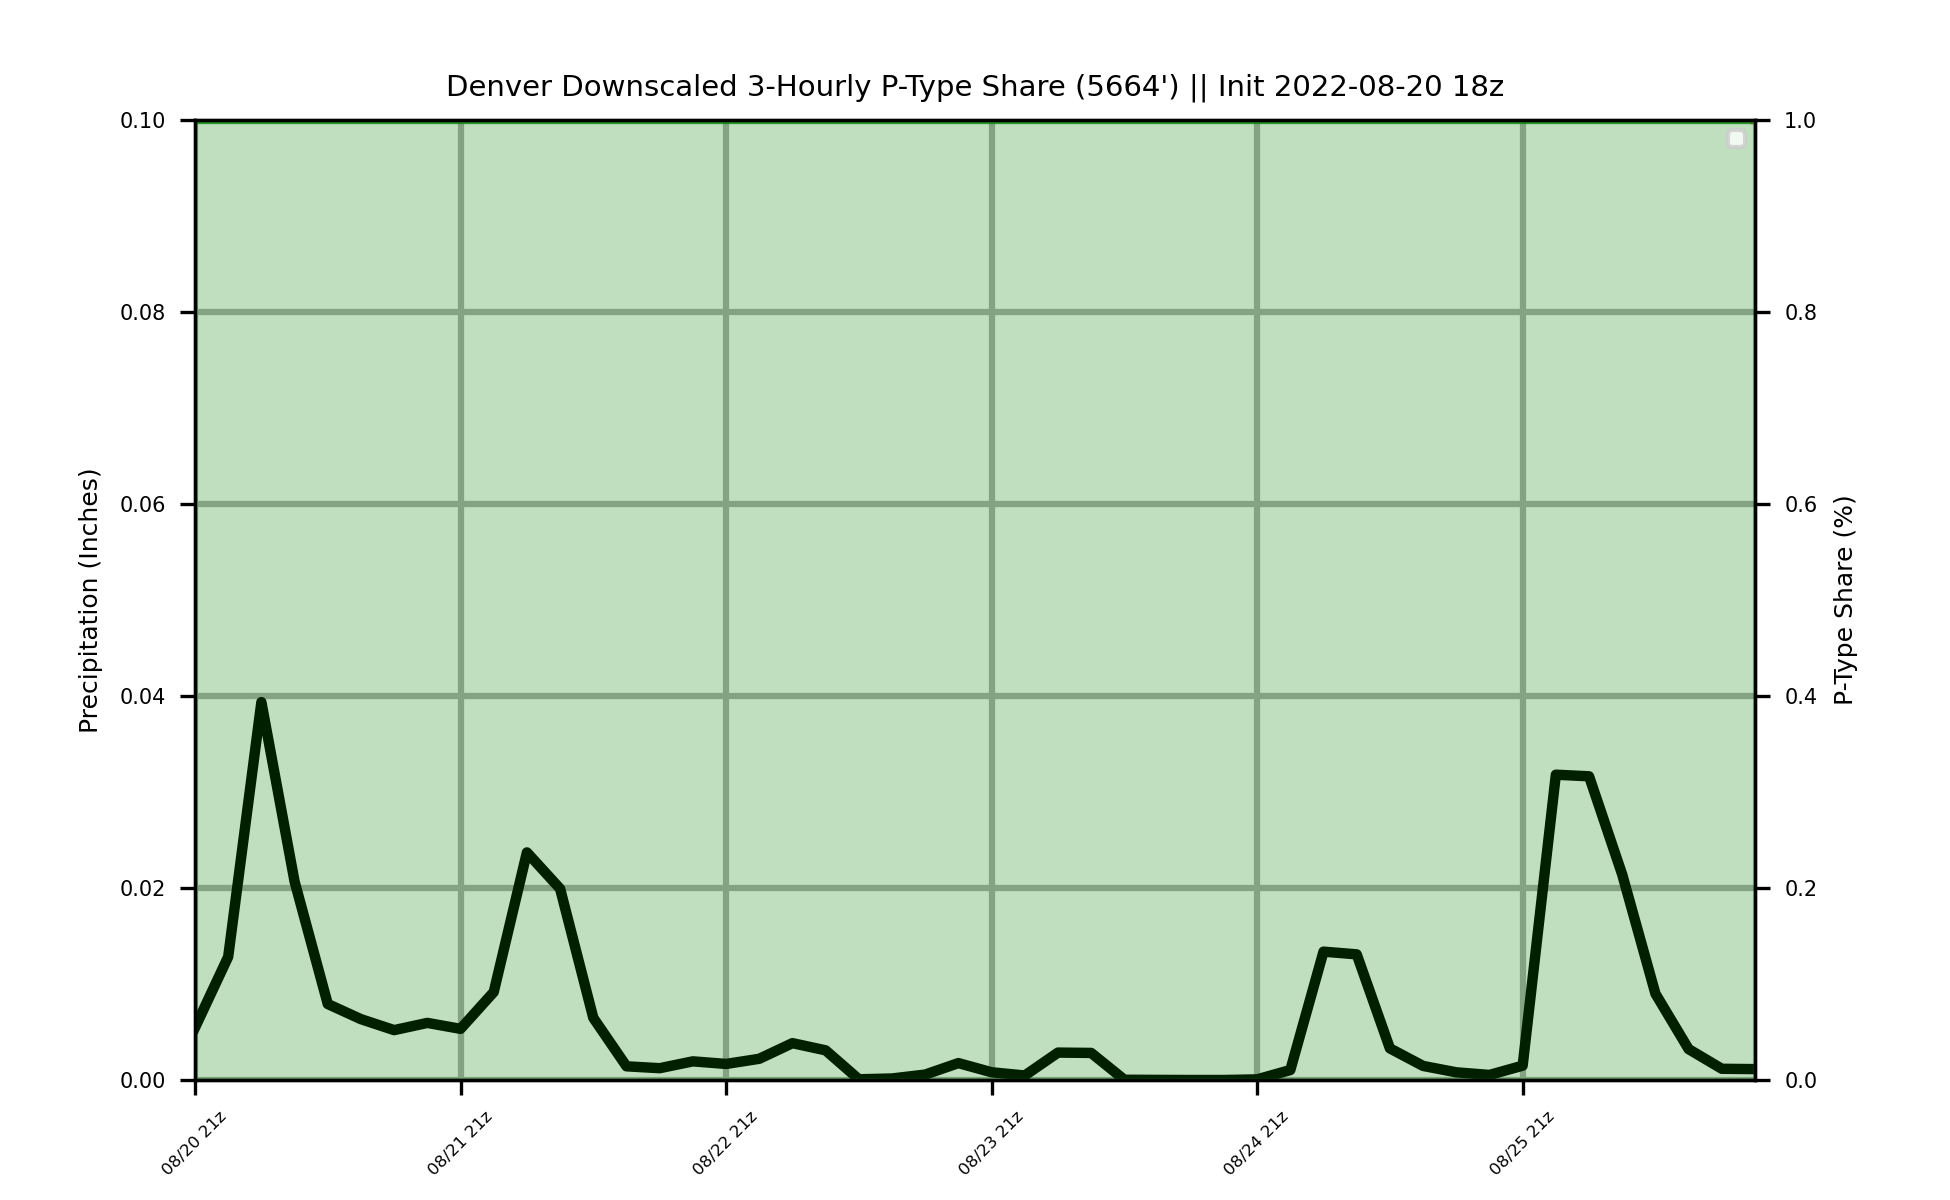 Denver Downscaled 3-Hourly P-Type Share (5664') || Init 2022-08-20 18z
0.10
0.08
0.06
0.04
0.02
0.00
Precipitation (Inches)
1.0
0.8
0.6
0.4
0.2
0.0
P-Type Share (%)
08/20 21z
08/21 21z
08/22 21z
08/23 21z
08/24 21z
08/25 21z